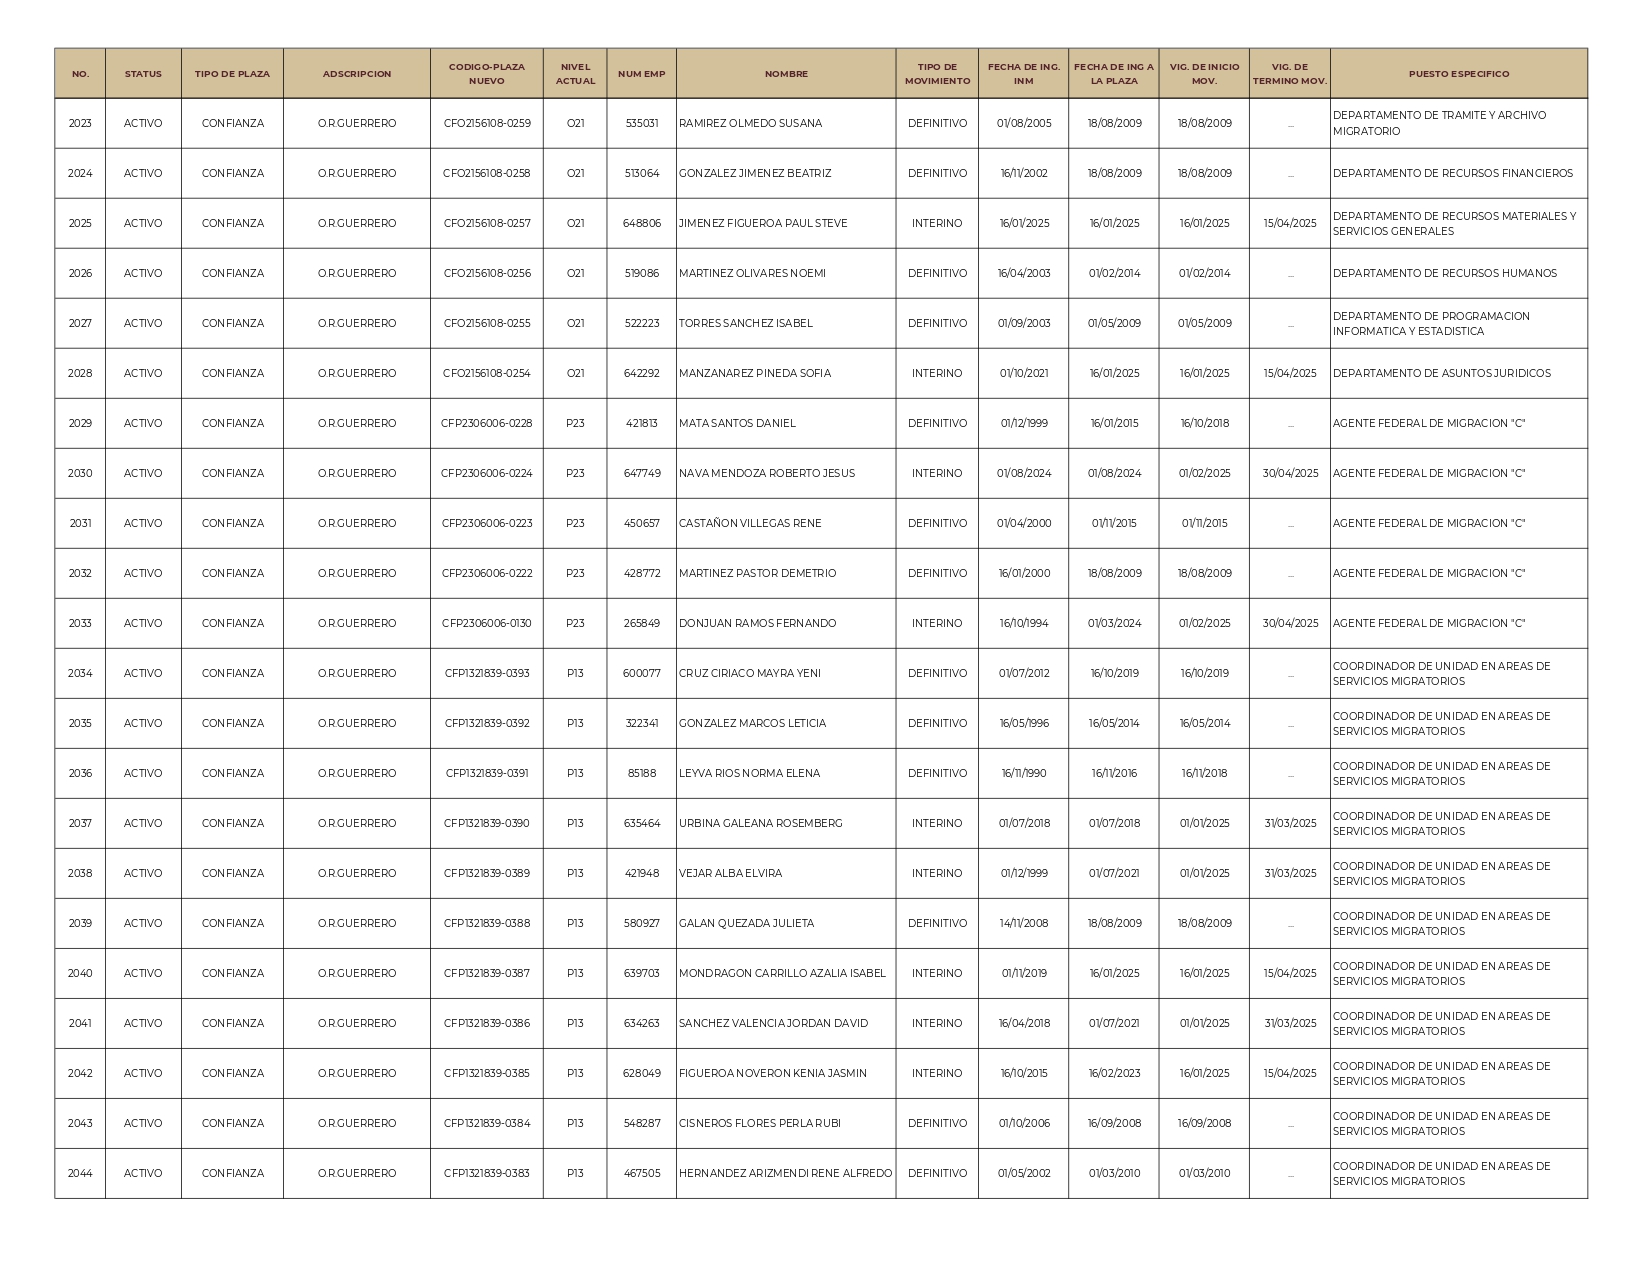 NO. STATUS TIPO DE PLAZA ADSCRIPCION CODIGO-PLAZA NUEVO NIVEL ACTUAL NUM EMP NOMBRE TIPO DE MOVIMIENTO FECHA DE ING. INM FECHA DE ING A LA PLAZA VIG. DE INICIO MOV. VIG. DE TERMINO MOV. PUESTO ESPECIFICO
2023 ACTIVO CONFIANZA O.R.GUERRERO CFO2156108-0259 O21 535031 RAMIREZ OLMEDO SUSANA DEFINITIVO 01/08/2005 18/08/2009 18/08/2009 ... DEPARTAMENTO DE TRAMITE Y ARCHIVO MIGRATORIO
2024 ACTIVO CONFIANZA O.R.GUERRERO CFO2156108-0258 O21 513064 GONZALEZ JIMENEZ BEATRIZ DEFINITIVO 16/11/2002 18/08/2009 18/08/2009 ... DEPARTAMENTO DE RECURSOS FINANCIEROS
2025 ACTIVO CONFIANZA O.R.GUERRERO CFO2156108-0257 O21 648806 JIMENEZ FIGUEROA PAUL STEVE INTERINO 16/01/2025 16/01/2025 16/01/2025 15/04/2025 DEPARTAMENTO DE RECURSOS MATERIALES Y SERVICIOS GENERALES
2026 ACTIVO CONFIANZA O.R.GUERRERO CFO2156108-0256 O21 519086 MARTINEZ OLIVARES NOEMI DEFINITIVO 16/04/2003 01/02/2014 01/02/2014 ... DEPARTAMENTO DE RECURSOS HUMANOS
2027 ACTIVO CONFIANZA O.R.GUERRERO CFO2156108-0255 O21 522223 TORRES SANCHEZ ISABEL DEFINITIVO 01/09/2003 01/05/2009 01/05/2009 ... DEPARTAMENTO DE PROGRAMACION INFORMATICA Y ESTADISTICA
2028 ACTIVO CONFIANZA O.R.GUERRERO CFO2156108-0254 O21 642292 MANZANAREZ PINEDA SOFIA INTERINO 01/10/2021 16/01/2025 16/01/2025 15/04/2025 DEPARTAMENTO DE ASUNTOS JURIDICOS
2029 ACTIVO CONFIANZA O.R.GUERRERO CFP2306006-0228 P23 421813 MATA SANTOS DANIEL DEFINITIVO 01/12/1999 16/01/2015 16/10/2018 ... AGENTE FEDERAL DE MIGRACION "C"
2030 ACTIVO CONFIANZA O.R.GUERRERO CFP2306006-0224 P23 647749 NAVA MENDOZA ROBERTO JESUS INTERINO 01/08/2024 01/08/2024 01/02/2025 30/04/2025 AGENTE FEDERAL DE MIGRACION "C"
2031 ACTIVO CONFIANZA O.R.GUERRERO CFP2306006-0223 P23 450657 CASTAÑON VILLEGAS RENE DEFINITIVO 01/04/2000 01/11/2015 01/11/2015 ... AGENTE FEDERAL DE MIGRACION "C"
2032 ACTIVO CONFIANZA O.R.GUERRERO CFP2306006-0222 P23 428772 MARTINEZ PASTOR DEMETRIO DEFINITIVO 16/01/2000 18/08/2009 18/08/2009 ... AGENTE FEDERAL DE MIGRACION "C"
2033 ACTIVO CONFIANZA O.R.GUERRERO CFP2306006-0130 P23 265849 DONJUAN RAMOS FERNANDO INTERINO 16/10/1994 01/03/2024 01/02/2025 30/04/2025 AGENTE FEDERAL DE MIGRACION "C"
2034 ACTIVO CONFIANZA O.R.GUERRERO CFP1321839-0393 P13 600077 CRUZ CIRIACO MAYRA YENI DEFINITIVO 01/07/2012 16/10/2019 16/10/2019 ... COORDINADOR DE UNIDAD EN AREAS DE SERVICIOS MIGRATORIOS
2035 ACTIVO CONFIANZA O.R.GUERRERO CFP1321839-0392 P13 322341 GONZALEZ MARCOS LETICIA DEFINITIVO 16/05/1996 16/05/2014 16/05/2014 ... COORDINADOR DE UNIDAD EN AREAS DE SERVICIOS MIGRATORIOS
2036 ACTIVO CONFIANZA O.R.GUERRERO CFP1321839-0391 P13 85188 LEYVA RIOS NORMA ELENA DEFINITIVO 16/11/1990 16/11/2016 16/11/2018 ... COORDINADOR DE UNIDAD EN AREAS DE SERVICIOS MIGRATORIOS
2037 ACTIVO CONFIANZA O.R.GUERRERO CFP1321839-0390 P13 635464 URBINA GALEANA ROSEMBERG INTERINO 01/07/2018 01/07/2018 01/01/2025 31/03/2025 COORDINADOR DE UNIDAD EN AREAS DE SERVICIOS MIGRATORIOS
2038 ACTIVO CONFIANZA O.R.GUERRERO CFP1321839-0389 P13 421948 VEJAR ALBA ELVIRA INTERINO 01/12/1999 01/07/2021 01/01/2025 31/03/2025 COORDINADOR DE UNIDAD EN AREAS DE SERVICIOS MIGRATORIOS
2039 ACTIVO CONFIANZA O.R.GUERRERO CFP1321839-0388 P13 580927 GALAN QUEZADA JULIETA DEFINITIVO 14/11/2008 18/08/2009 18/08/2009 ... COORDINADOR DE UNIDAD EN AREAS DE SERVICIOS MIGRATORIOS
2040 ACTIVO CONFIANZA O.R.GUERRERO CFP1321839-0387 P13 639703 MONDRAGON CARRILLO AZALIA ISABEL INTERINO 01/11/2019 16/01/2025 16/01/2025 15/04/2025 COORDINADOR DE UNIDAD EN AREAS DE SERVICIOS MIGRATORIOS
2041 ACTIVO CONFIANZA O.R.GUERRERO CFP1321839-0386 P13 634263 SANCHEZ VALENCIA JORDAN DAVID INTERINO 16/04/2018 01/07/2021 01/01/2025 31/03/2025 COORDINADOR DE UNIDAD EN AREAS DE SERVICIOS MIGRATORIOS
2042 ACTIVO CONFIANZA O.R.GUERRERO CFP1321839-0385 P13 628049 FIGUEROA NOVERON KENIA JASMIN INTERINO 16/10/2015 16/02/2023 16/01/2025 15/04/2025 COORDINADOR DE UNIDAD EN AREAS DE SERVICIOS MIGRATORIOS
2043 ACTIVO CONFIANZA O.R.GUERRERO CFP1321839-0384 P13 548287 CISNEROS FLORES PERLA RUBI DEFINITIVO 01/10/2006 16/09/2008 16/09/2008 ... COORDINADOR DE UNIDAD EN AREAS DE SERVICIOS MIGRATORIOS
2044 ACTIVO CONFIANZA O.R.GUERRERO CFP1321839-0383 P13 467505 HERNANDEZ ARIZMENDI RENE ALFREDO DEFINITIVO 01/05/2002 01/03/2010 01/03/2010 ... COORDINADOR DE UNIDAD EN AREAS DE SERVICIOS MIGRATORIOS